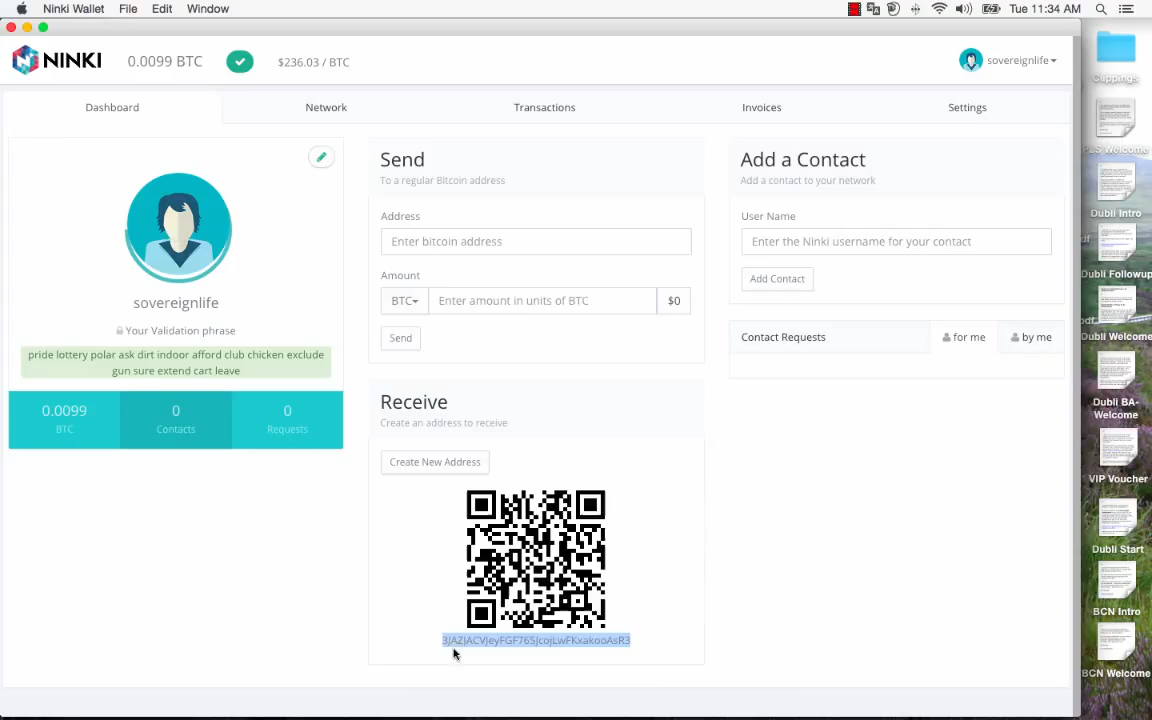 Ninki Wallet File Edit Window Tue 11:34 AM
NINKI 0.0099 BTC $236.03 / BTC sovereignlife
Dashboard Network Transactions Invoices Settings
sovereignlife
Your Validation phrase
pride lottery polar ask dirt indoor afford club chicken exclude
gun sure extend cart leave
0.0099 0 0
BTC Contacts Requests
Send
To a regular Bitcoin address
Address
Enter bitcoin address
Amount
BTC Enter amount in units of BTC $0
Send
Receive
Create an address to receive
Create New Address
Add a Contact
Add a contact to your network
User Name
Enter the Ninki username for your contact
Add Contact
Contact Requests for me by me
Cuppings
Welcome
Dubli Intro
Dubli Followup
Dubli Welcome
Dubli BA-
Welcome
VIP Voucher
Dubli Start
BCN Intro
BCN Welcome